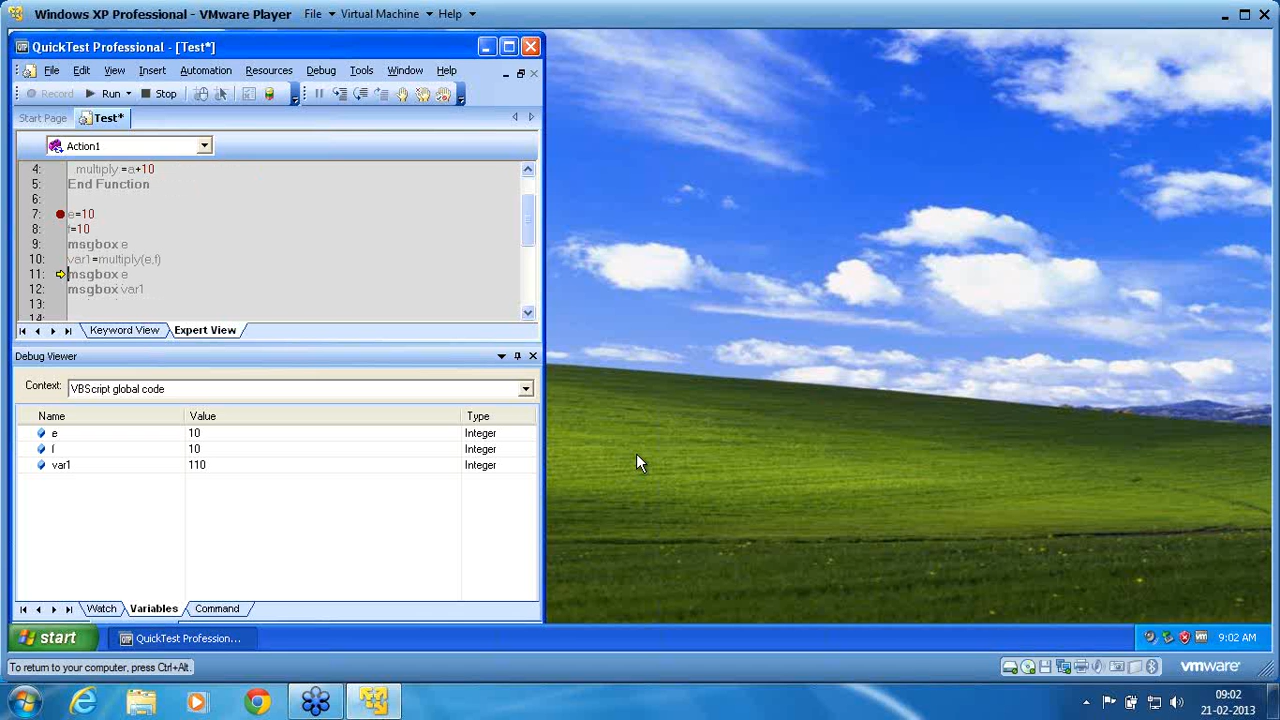 Windows XP Professional - VMware Player File Virtual Machine Help
QuickTest Professional - [Test*]
File Edit View Insert Automation Resources Debug Tools Window Help
Record Run Stop
Start Page Test*
Action1
4: multiply =a+10
5: End Function
6:
7: e=10
8: f=10
9: msgbox e
10: var1=multiply(e,f)
11: msgbox e
12: msgbox var1
13:
14:
Keyword View Expert View
Debug Viewer
Context: VBScript global code
Name Value Type
e 10 Integer
f 10 Integer
var1 110 Integer
Watch Variables Command
start QTP QuickTest Profession... 9:02 AM
To return to your computer, press Ctrl+Alt. vmware
09:02
21-02-2013